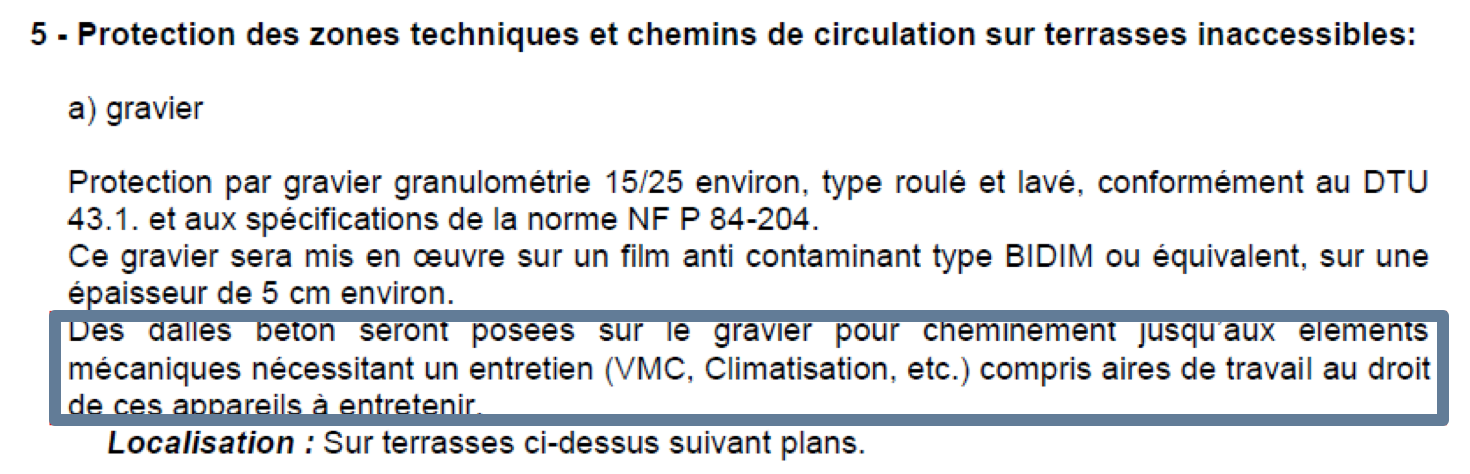 5 - Protection des zones techniques et chemins de circulation sur terrasses inaccessibles:
a) gravier
Protection par gravier granulométrie 15/25 environ, type roulé et lavé, conformément au DTU
43.1. et aux spécifications de la norme NF P 84-204.
Ce gravier sera mis en œuvre sur un film anti contaminant type BIDIM ou équivalent, sur une
épaisseur de 5 cm environ.
Des dalles béton seront posées sur le gravier pour cheminement jusqu'aux éléments
mécaniques nécessitant un entretien (VMC, Climatisation, etc.) compris aires de travail au droit
de ces appareils à entretenir.
Localisation : Sur terrasses ci-dessus suivant plans.